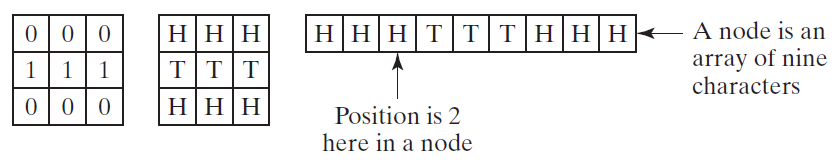 0 0 0
1 1 1
0 0 0
H H H
T T T
H H H
H H H T T T H H H
Position is 2
here in a node
A node is an
array of nine
characters